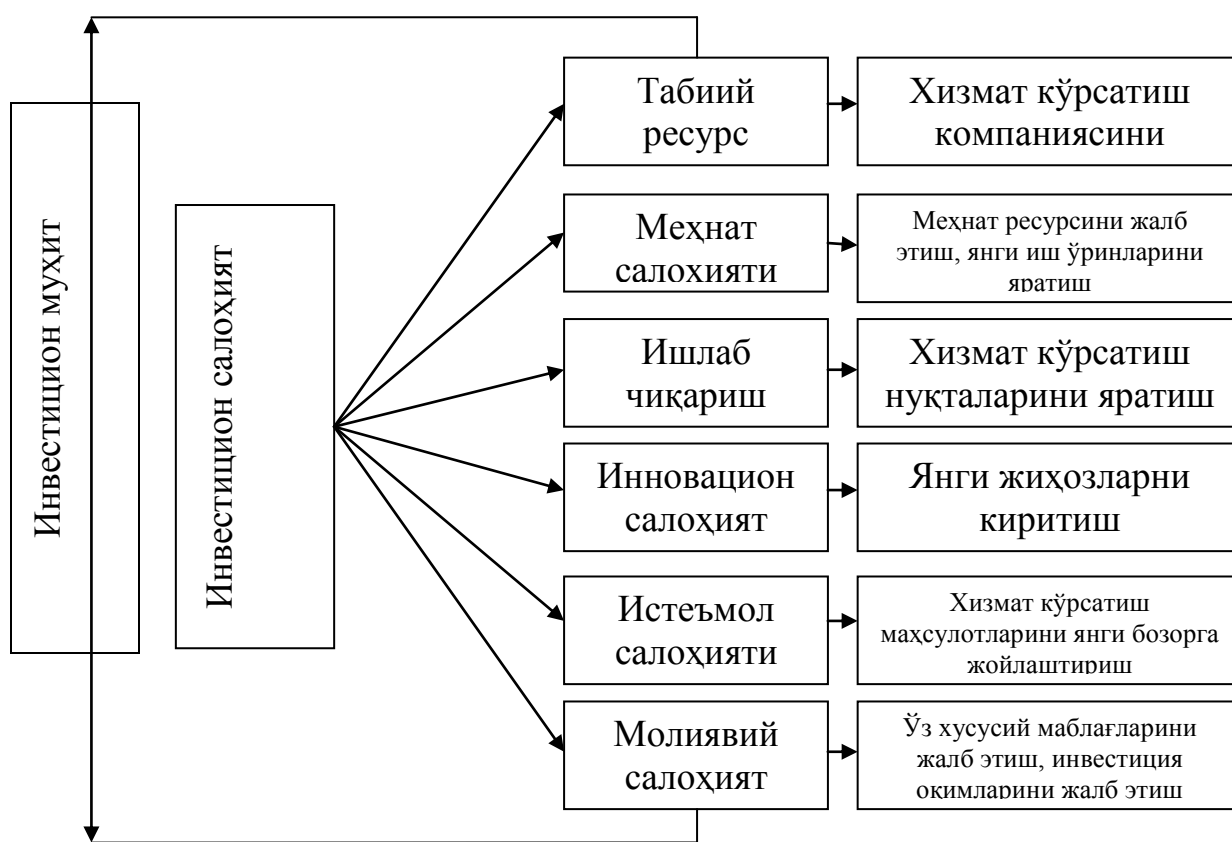 Инвестицион муҳит
Инвестицион салоҳият
Табиий
ресурс
Хизмат кўрсатиш
компаниясини
Меҳнат
салохияти
Меҳнат ресурсини жалб
этиш, янги иш ўринларини
яратиш
Ишлаб
чиқариш
Хизмат кўрсатиш
нуқталарини яратиш
Инновацион
салоҳият
Янги жиҳозларни
киритиш
Истеъмол
салоҳияти
Хизмат кўрсатиш
маҳсулотларини янги бозорга
жойлаштириш
Молиявий
салоҳият
Ўз хусусий маблағларини
жалб этиш, инвестиция
оқимларини жалб этиш